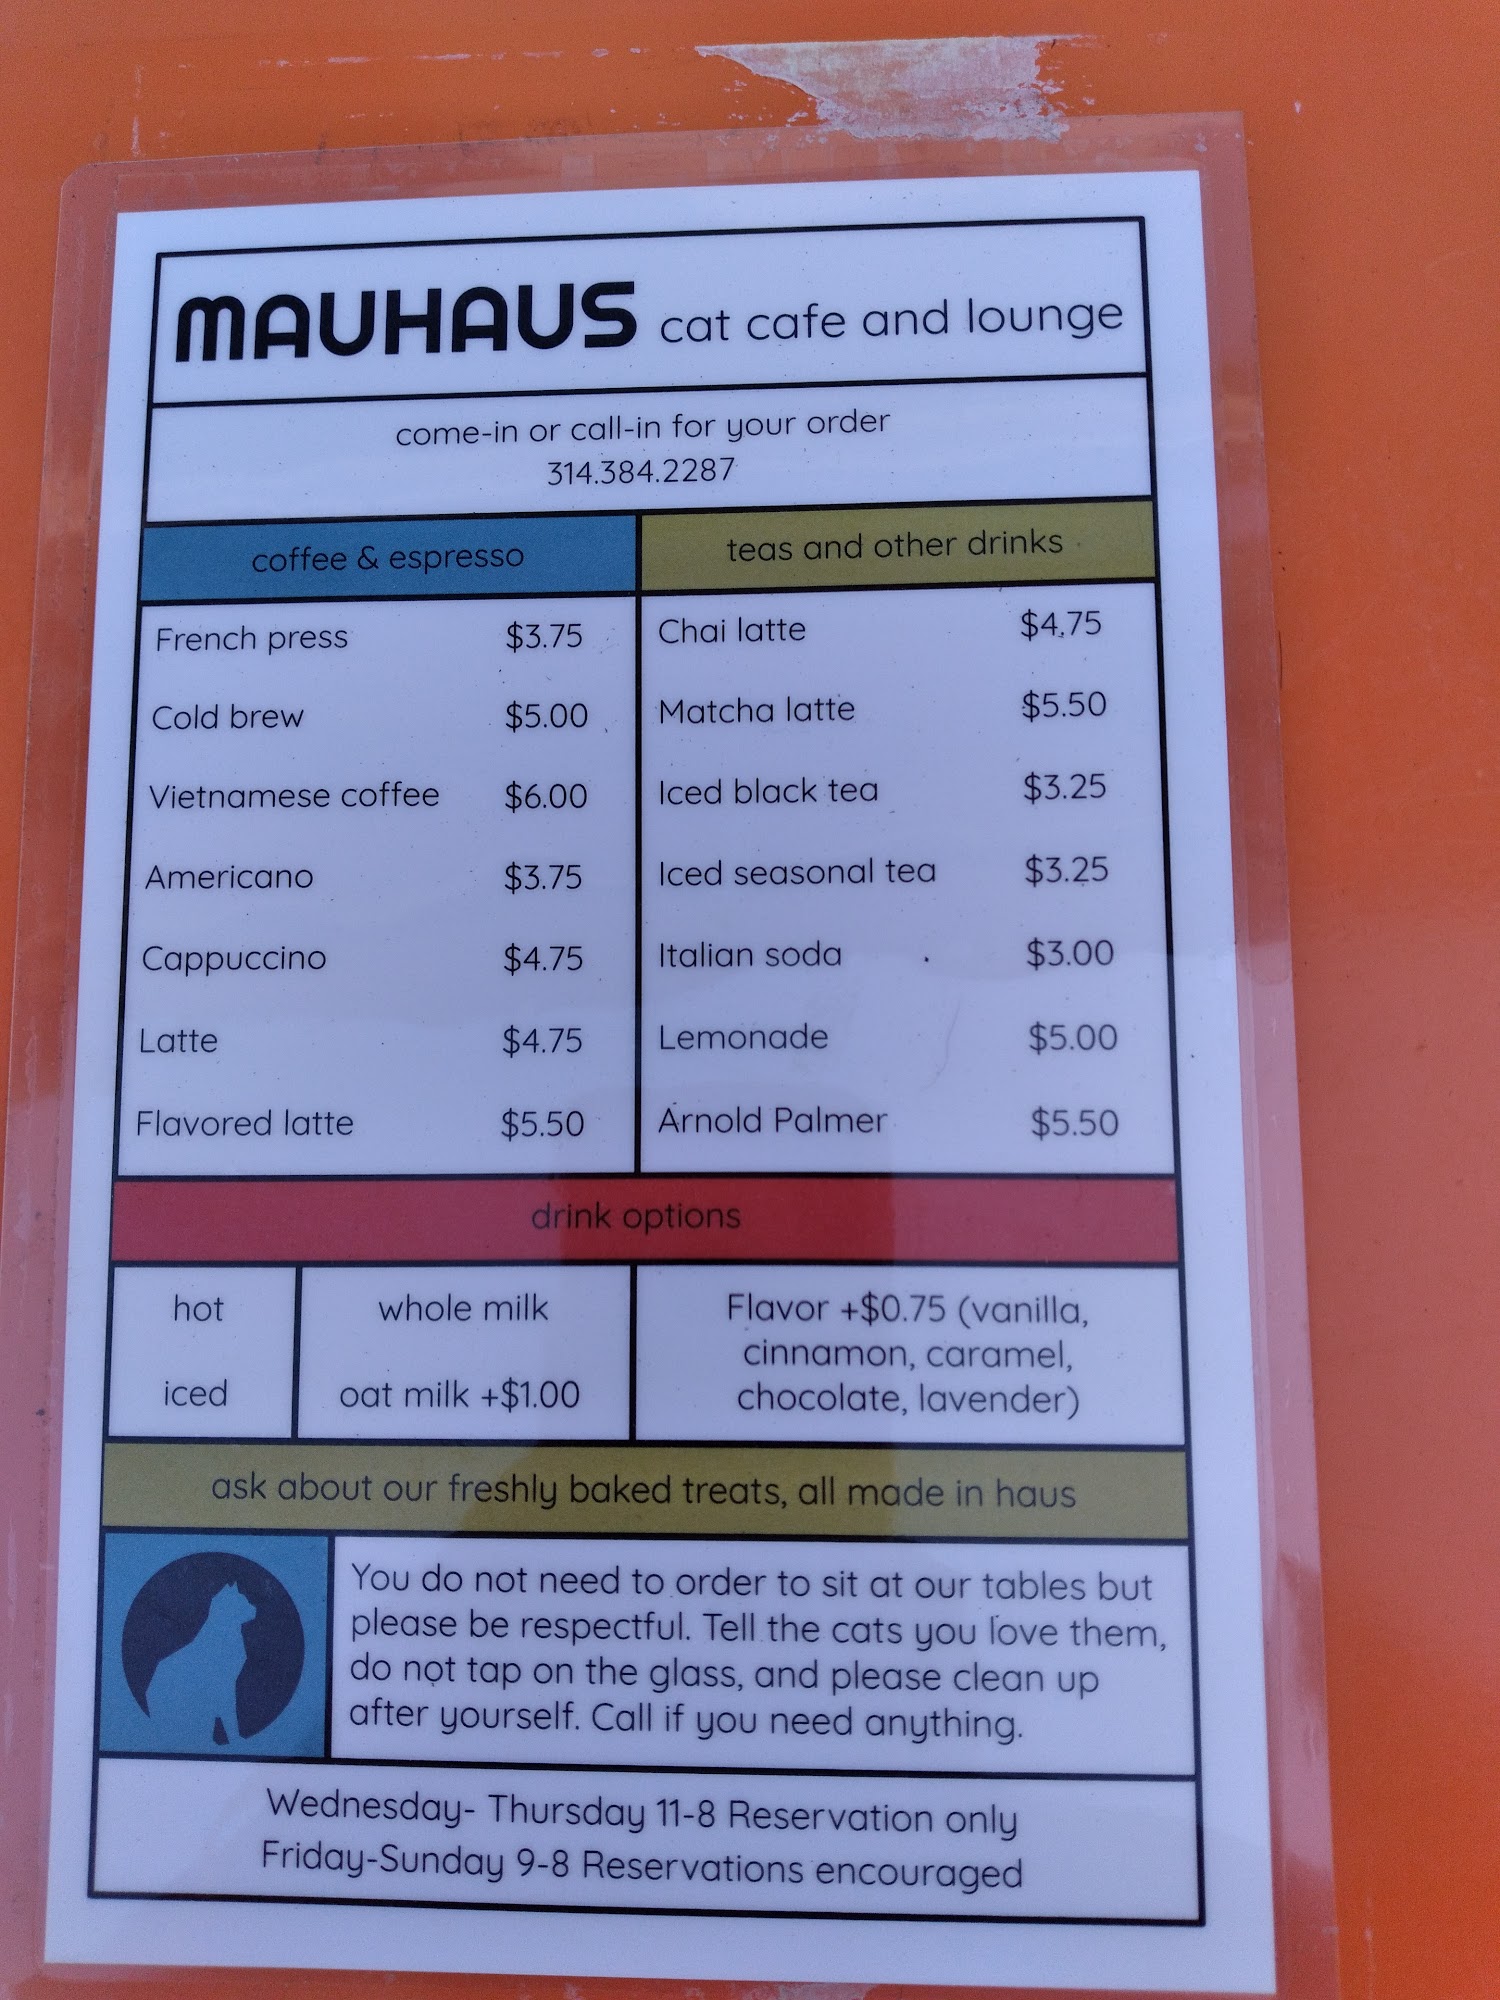 MAUHAUS cat cafe and lounge
come-in or call-in for your order
314.384.2287
coffee & espresso
French press $3.75
Cold brew $5.00
Vietnamese coffee $6.00
Americano $3.75
Cappuccino $4.75
Latte $4.75
Flavored latte $5.50
teas and other drinks
Chai latte $4.75
Matcha latte $5.50
Iced black tea $3.25
Iced seasonal tea $3.25
Italian soda $3.00
Lemonade $5.00
Arnold Palmer $5.50
drink options
hot
iced
whole milk
oat milk +$1.00
Flavor +$0.75 (vanilla,
cinnamon, caramel,
chocolate, lavender)
ask about our freshly baked treats, all made in haus
You do not need to order to sit at our tables but
please be respectful. Tell the cats you love them,
do not tap on the glass, and please clean up
after yourself. Call if you need anything.
Wednesday- Thursday 11-8 Reservation only
Friday-Sunday 9-8 Reservations encouraged